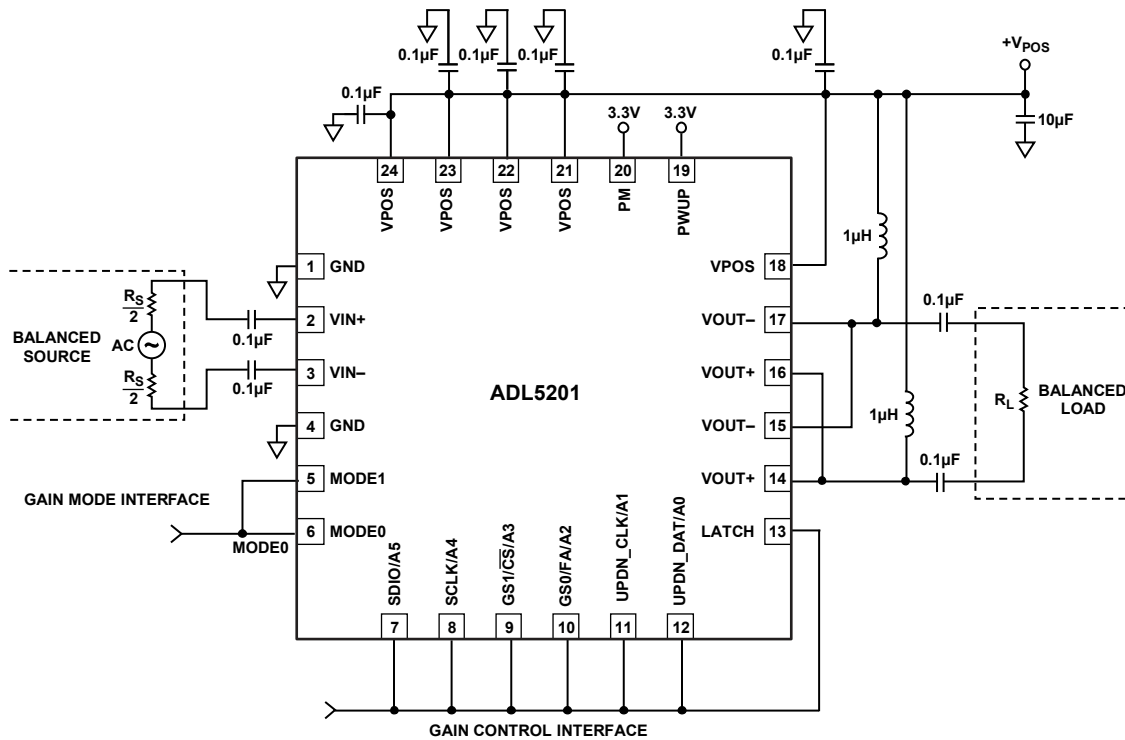 0.1µF
0.1µF
0.1µF
0.1µF
+VPOS
0.1µF
3.3V
3.3V
10µF
24
23
22
21
20
19
VPOS
VPOS
VPOS
VPOS
PM
PWUP
1µH
1 GND
VPOS 18
RS
2
BALANCED
SOURCE
AC
RS
2
0.1µF
0.1µF
2 VIN+
3 VIN–
4 GND
ADL5201
VOUT– 17
VOUT+ 16
VOUT– 15
VOUT+ 14
0.1µF
1µH
RL
BALANCED
LOAD
0.1µF
5 MODE1
GAIN MODE INTERFACE
6 MODE0
MODE0
LATCH 13
SDIO/A5
SCLK/A4
GS1/CS/A3
GS0/FA/A2
UPDN_CLK/A1
UPDN_DAT/A0
7
8
9
10
11
12
GAIN CONTROL INTERFACE